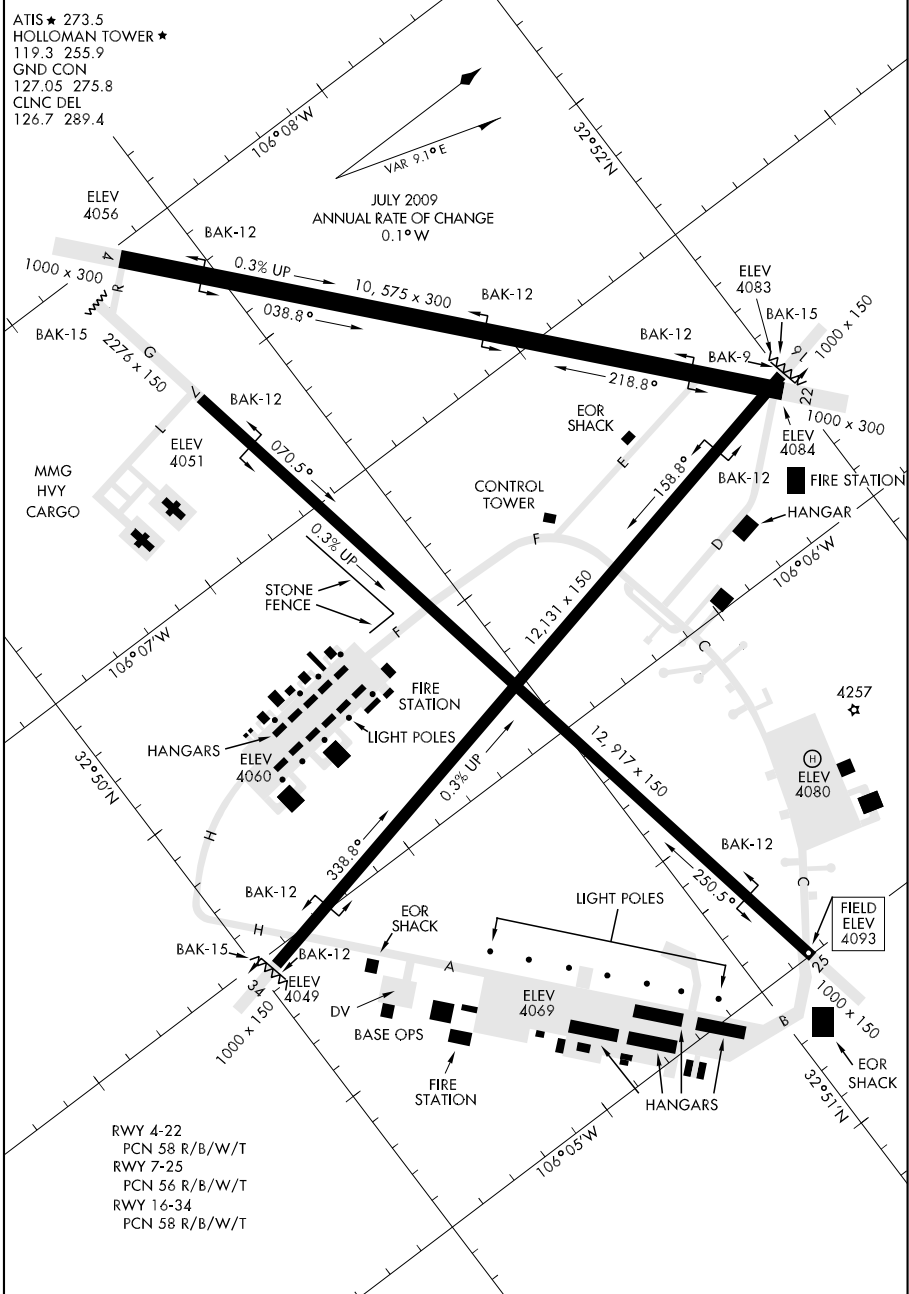 ATIS ★ 273.5
HOLLOMAN TOWER ★
119.3 255.9
GND CON
127.05 275.8
CLNC DEL
126.7 289.4
106°08'W
32°52'N
VAR 9.1° E
JULY 2009
ANNUAL RATE OF CHANGE
0.1° W
ELEV
4056
BAK-12
4
1000 x 300
R
0.3% UP
10, 575 x 300
038.8°
BAK-12
ELEV
4083
BAK-15
1000 x 150
BAK-12
BAK-9
16
218.8°
22
1000 x 300
BAK-15
G
2276 x 150
7
BAK-12
L
ELEV
4051
070.5°
EOR
SHACK
E
ELEV
4084
BAK-12
158.8°
FIRE STATION
MMG
HVY
CARGO
CONTROL
TOWER
HANGAR
F
D
0.3% UP
106°06'W
STONE
FENCE
12,131 x 150
F
106°07'W
C
FIRE
STATION
4257
HANGARS
LIGHT POLES
ELEV
4060
12, 917 x 150
H
ELEV
4080
32°50'N
0.3% UP
H
338.8°
BAK-12
BAK-12
250.5°
C
LIGHT POLES
FIELD
ELEV
4093
H
EOR
SHACK
BAK-15
BAK-12
A
25
34
ELEV
4049
ELEV
4069
1000 x 150
DV
BASE OPS
B
1000 x 150
FIRE
STATION
EOR
SHACK
HANGARS
32°51'N
106°05'W
RWY 4-22
PCN 58 R/B/W/T
RWY 7-25
PCN 56 R/B/W/T
RWY 16-34
PCN 58 R/B/W/T